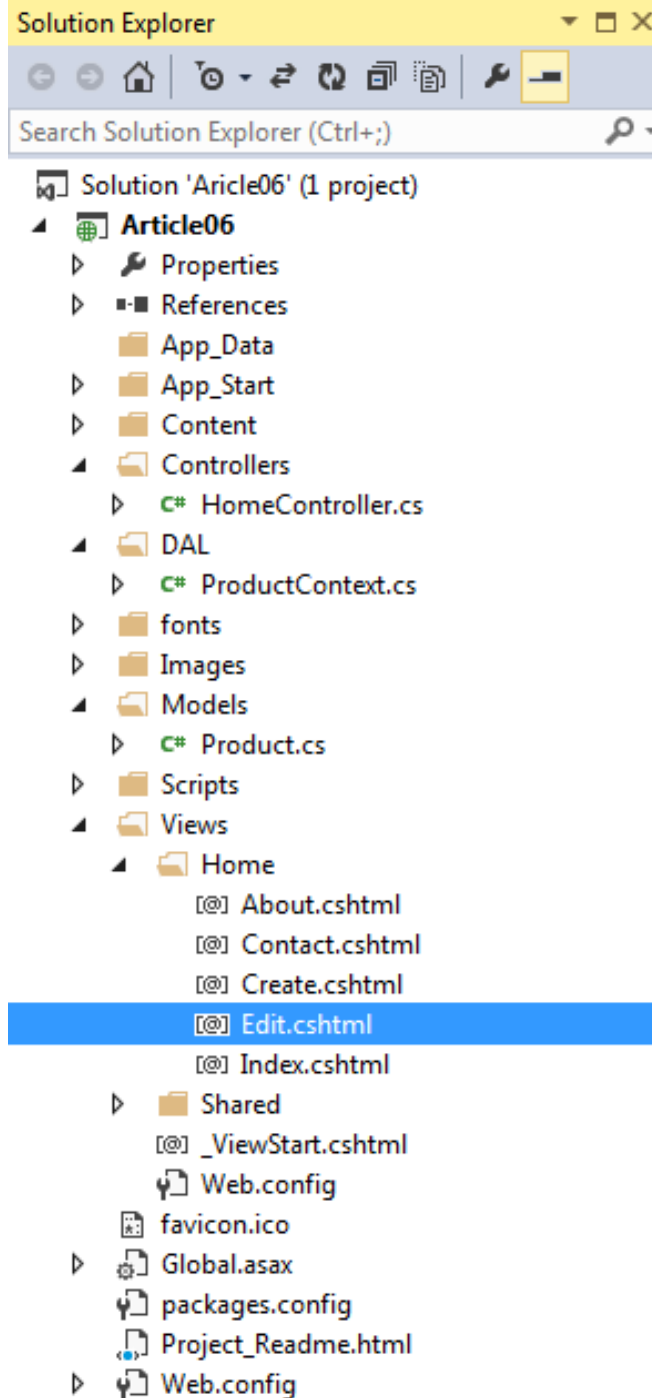 Solution Explorer
Search Solution Explorer (Ctrl+;)
Solution 'Aricle06' (1 project)
Article06
Properties
References
App_Data
App_Start
Content
Controllers
C# HomeController.cs
DAL
C# ProductContext.cs
fonts
Images
Models
C# Product.cs
Scripts
Views
Home
[@] About.cshtml
[@] Contact.cshtml
[@] Create.cshtml
[@] Edit.cshtml
[@] Index.cshtml
Shared
[@] _ViewStart.cshtml
Web.config
favicon.ico
Global.asax
packages.config
Project_Readme.html
Web.config